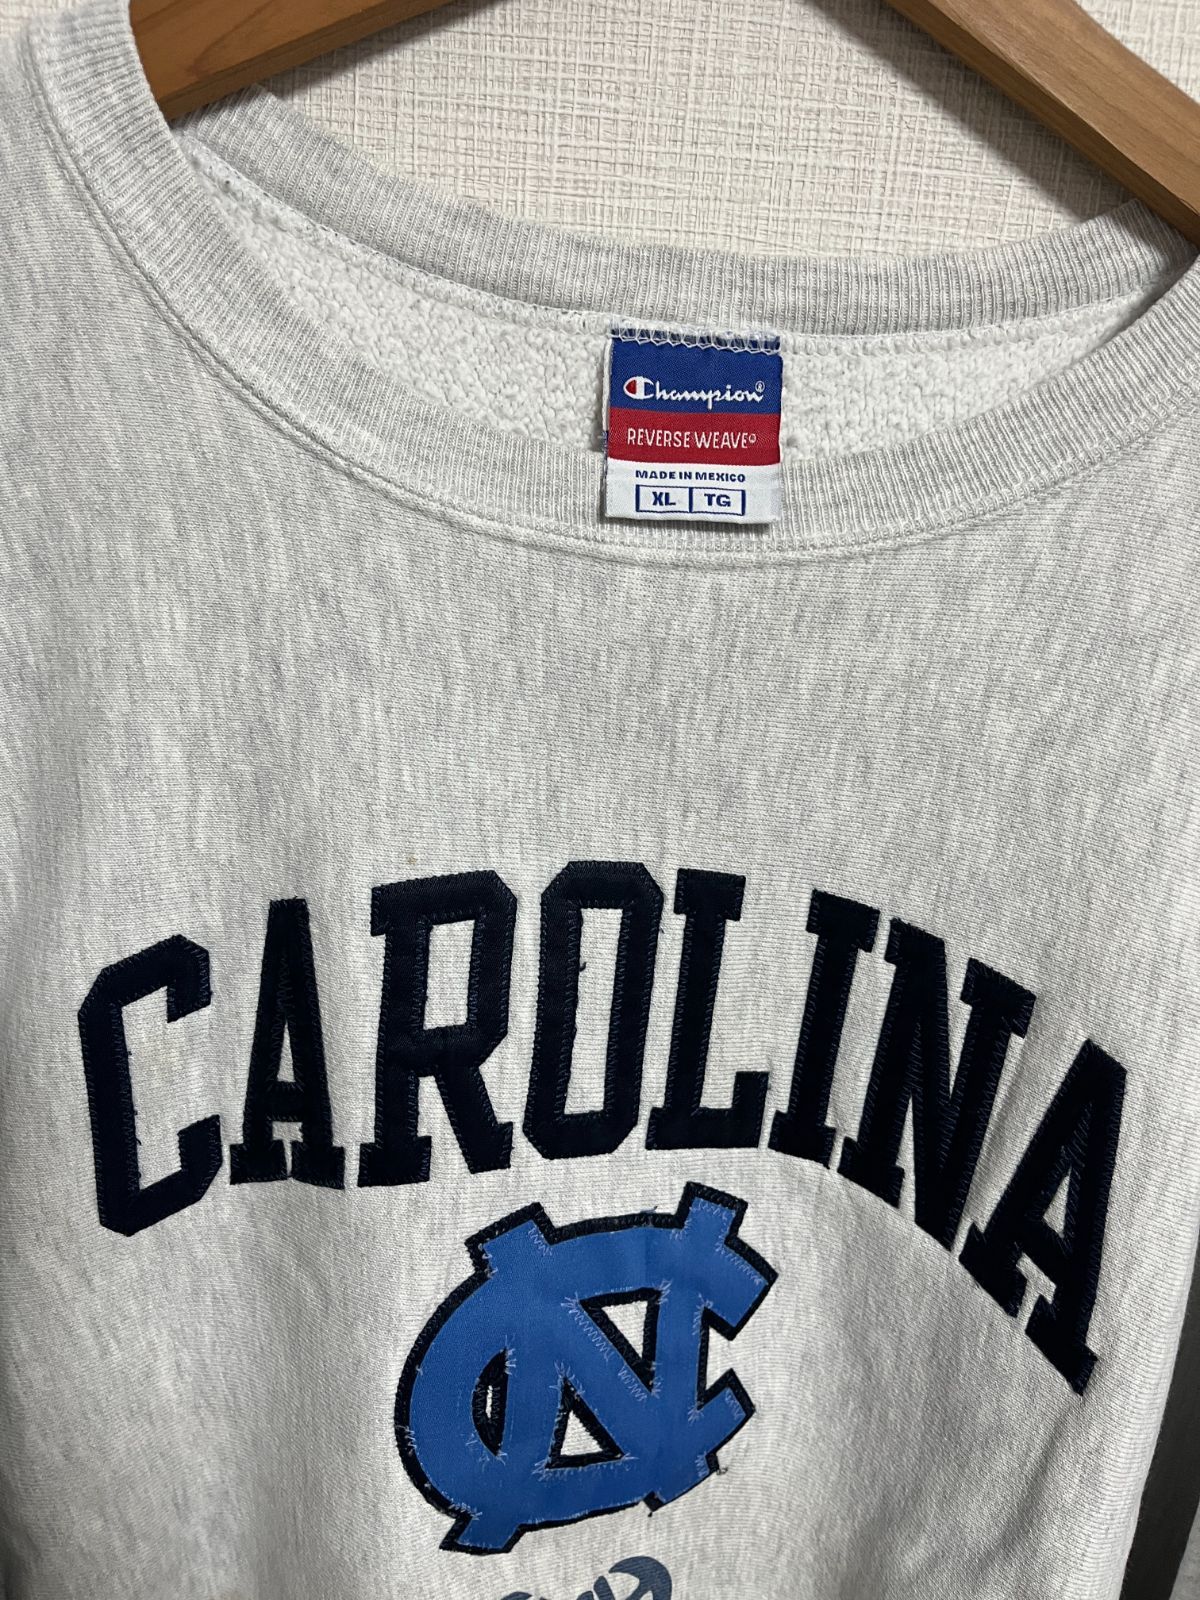 Champion®
REVERSE WEAVE®
MADE IN MEXICO
XL TG
CAROLINA
NC